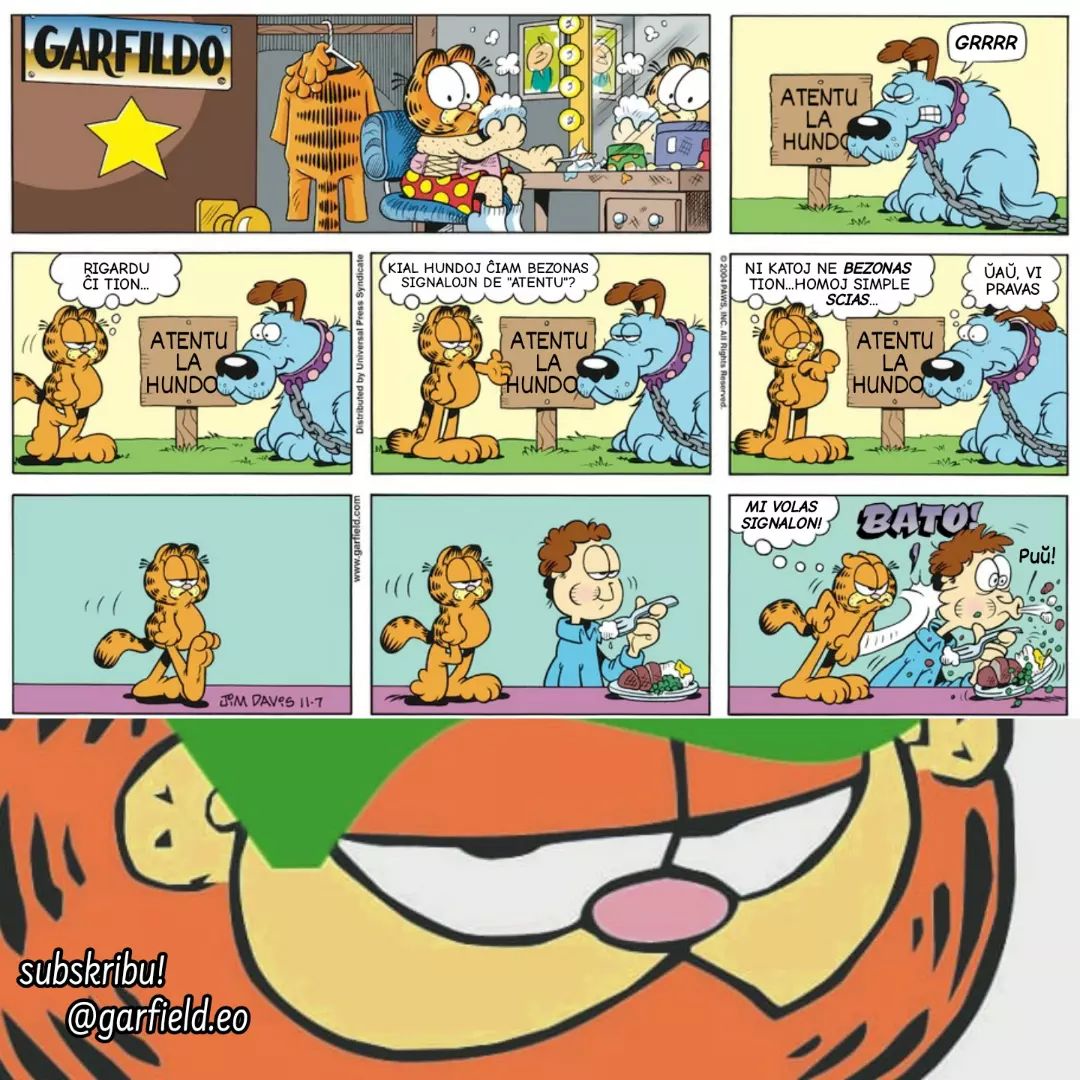 GARFILDO
GRRRR
ATENTU
LA
HUNDO
RIGARDU
ĈI TION...
ATENTU
LA
HUNDO
Distributed by Universal Press Syndicate
KIAL HUNDOJ ĈIAM BEZONAS
SIGNALOJN DE "ATENTU"?
ATENTU
LA
HUNDO
© 2004 PAWS, INC. All Rights Reserved.
NI KATOJ NE BEZONAS
TION...HOMOJ SIMPLE
SCIAS...
ŬAŬ, VI
PRAVAS
ATENTU
LA
HUNDO
JIM DAVIS 11-7
www.garfield.com
MI VOLAS
SIGNALON!
BATO!
Puŭ!
subskribu!
@garfield.eo